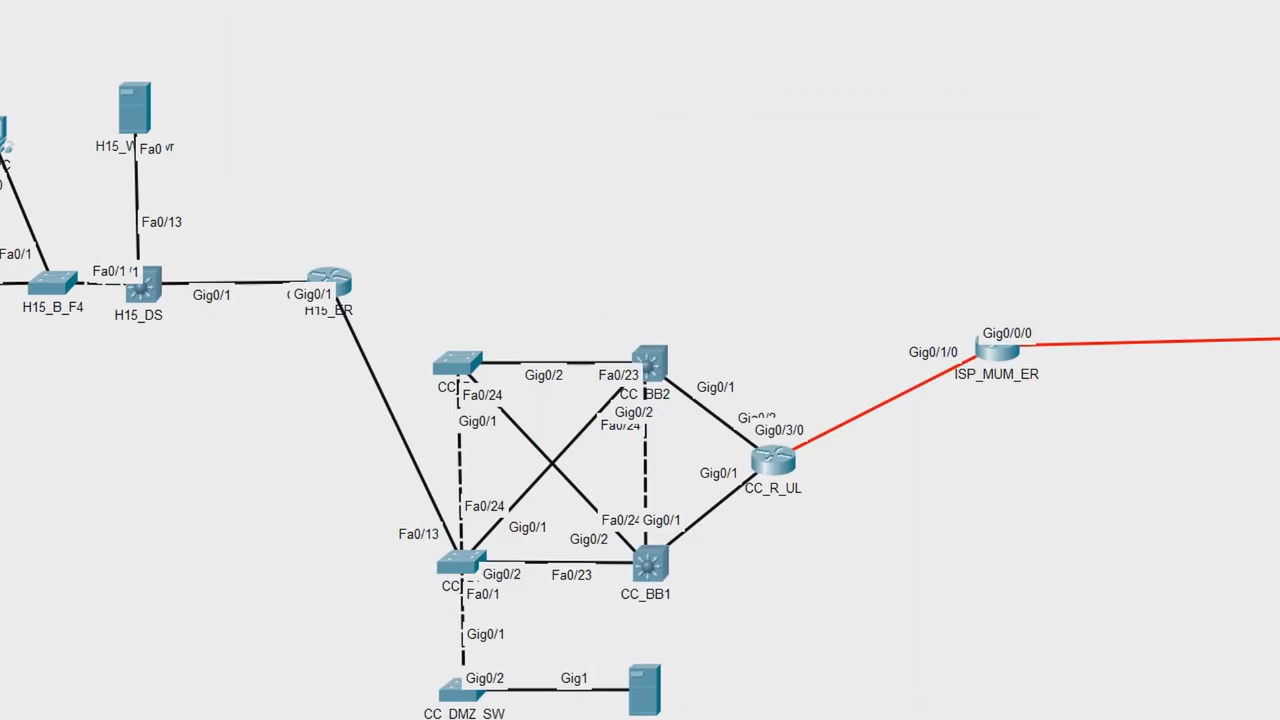 Fa0
Fa0/13
Fa0/1
Fa0/1
H15_B_F4
H15_DS
Gig0/1
Gig0/1
Gig0/2
Fa0/23
Gig0/1
Fa0/24
Gig0/2
Fa0/24
Gig0/1
Gig0/3/0
CC_R_UL
Gig0/1/0
Gig0/0/0
ISP_MUM_ER
Fa0/24
Gig0/1
Fa0/24
Gig0/1
Gig0/1
Fa0/13
Gig0/2
Gig0/2
Fa0/23
CC_BB1
Fa0/1
Gig0/1
Gig0/2
Gig1
CC_DMZ_SW